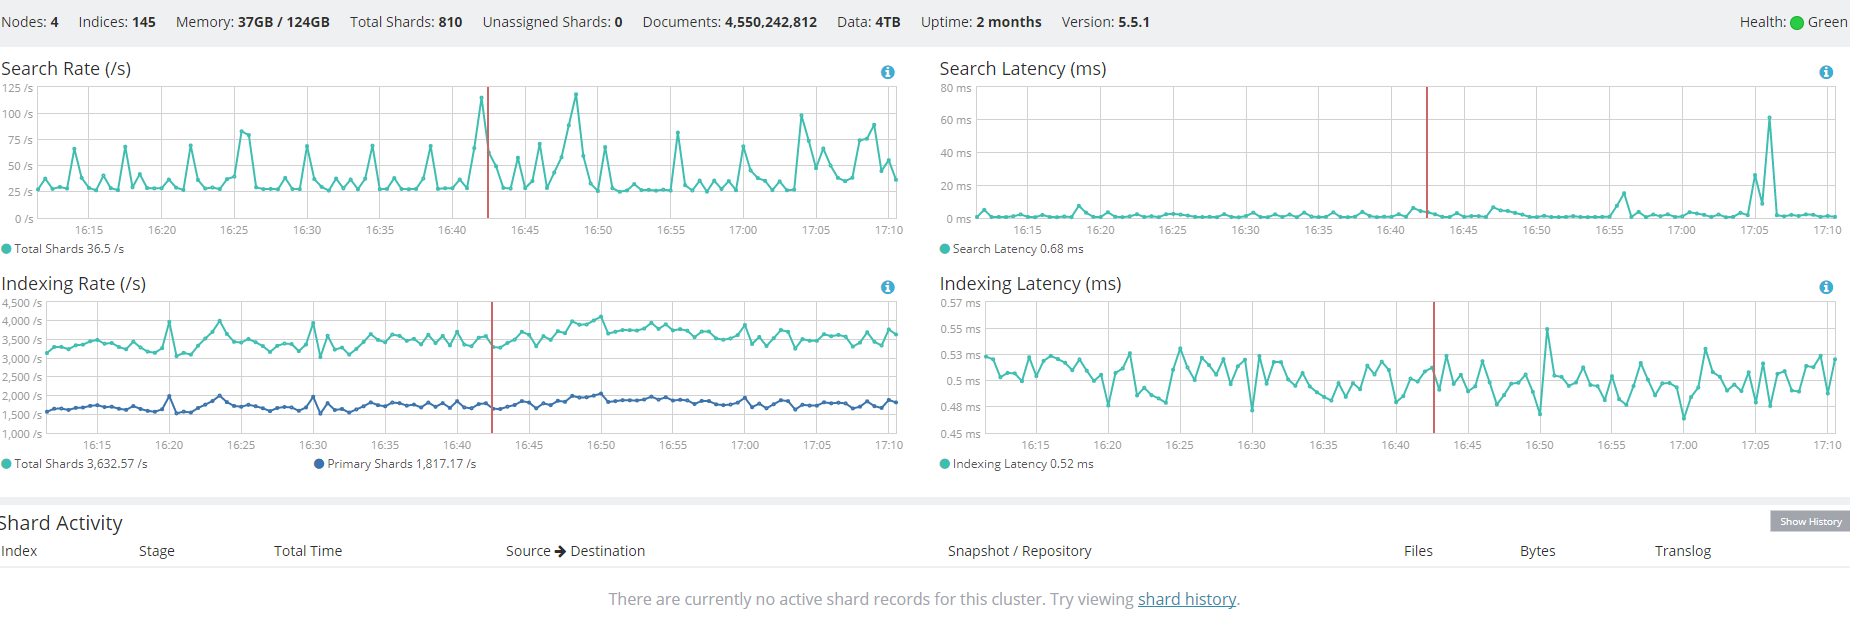 Nodes: 4 Indices: 145 Memory: 37GB / 124GB Total Shards: 810 Unassigned Shards: 0 Documents: 4,550,242,812 Data: 4TB Uptime: 2 months Version: 5.5.1 Health: Green
Search Rate (/s)
125 /s
100 /s
75 /s
50 /s
25 /s
0 /s
16:15 16:20 16:25 16:30 16:35 16:40 16:45 16:50 16:55 17:00 17:05 17:10
Total Shards 36.5 /s
Search Latency (ms)
80 ms
60 ms
40 ms
20 ms
0 ms
16:15 16:20 16:25 16:30 16:35 16:40 16:45 16:50 16:55 17:00 17:05 17:10
Search Latency 0.68 ms
Indexing Rate (/s)
4,500 /s
4,000 /s
3,500 /s
3,000 /s
2,500 /s
2,000 /s
1,500 /s
1,000 /s
16:15 16:20 16:25 16:30 16:35 16:40 16:45 16:50 16:55 17:00 17:05 17:10
Total Shards 3,632.57 /s Primary Shards 1,817.17 /s
Indexing Latency (ms)
0.57 ms
0.55 ms
0.53 ms
0.5 ms
0.48 ms
0.45 ms
16:15 16:20 16:25 16:30 16:35 16:40 16:45 16:50 16:55 17:00 17:05 17:10
Indexing Latency 0.52 ms
Shard Activity
Show History
Index Stage Total Time Source → Destination Snapshot / Repository Files Bytes Translog
There are currently no active shard records for this cluster. Try viewing shard history.